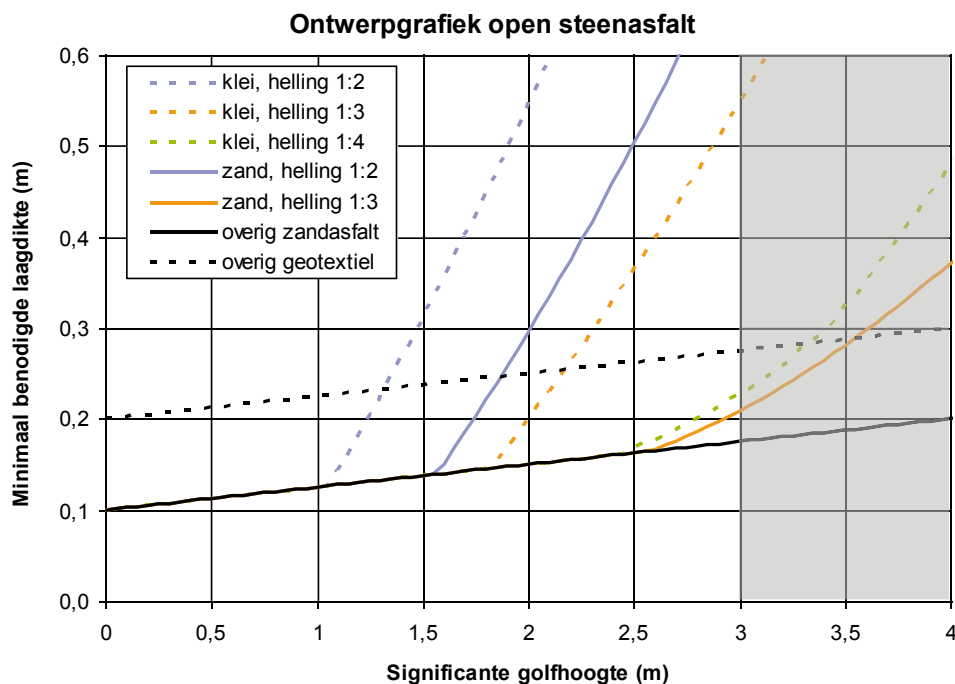 Ontwerpgrafiek open steenasfalt
Minimaal benodigde laagdikte (m)
0,6
0,5
0,4
0,3
0,2
0,1
0,0
klei, helling 1:2
klei, helling 1:3
klei, helling 1:4
zand, helling 1:2
zand, helling 1:3
overig zandasfalt
overig geotextiel
0 0,5 1 1,5 2 2,5 3 3,5 4
Significante golfhoogte (m)